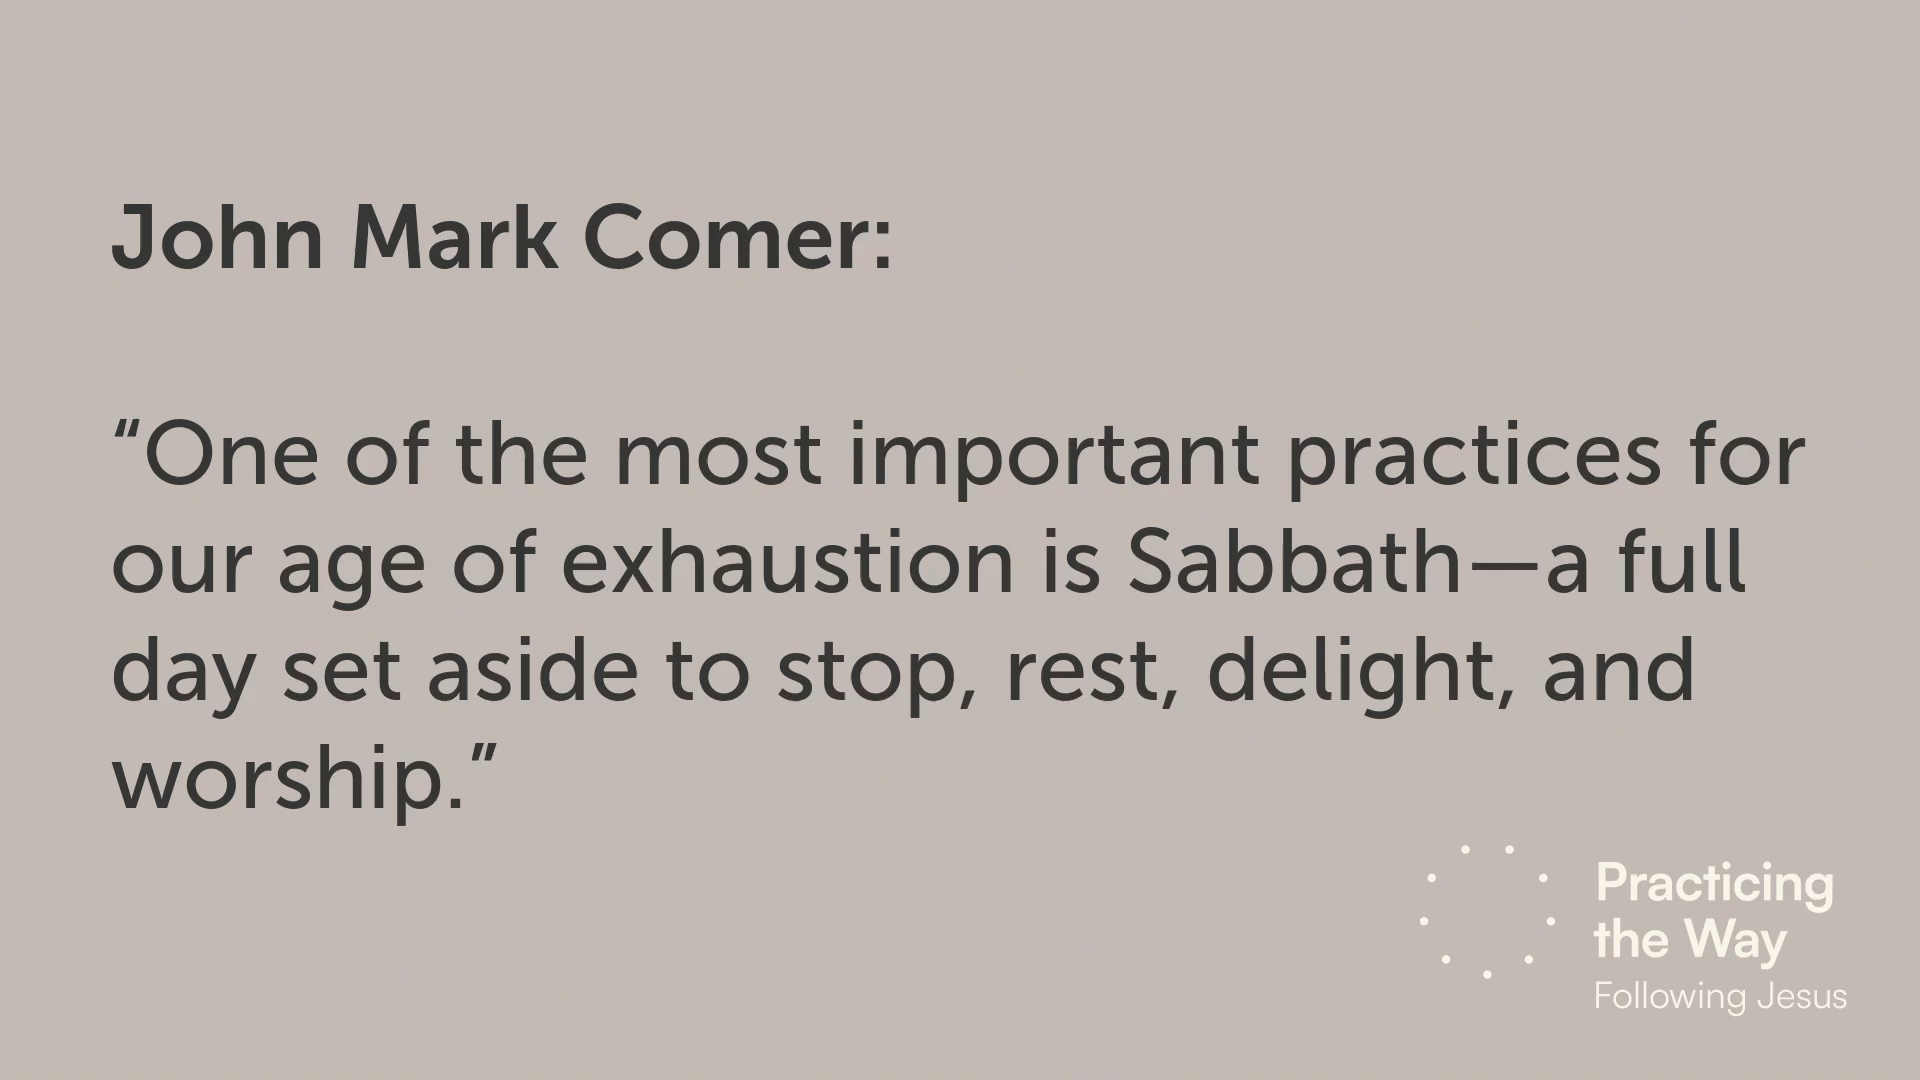 John Mark Comer:
“One of the most important practices for
our age of exhaustion is Sabbath—a full
day set aside to stop, rest, delight, and
worship.”
Practicing
the Way
Following Jesus